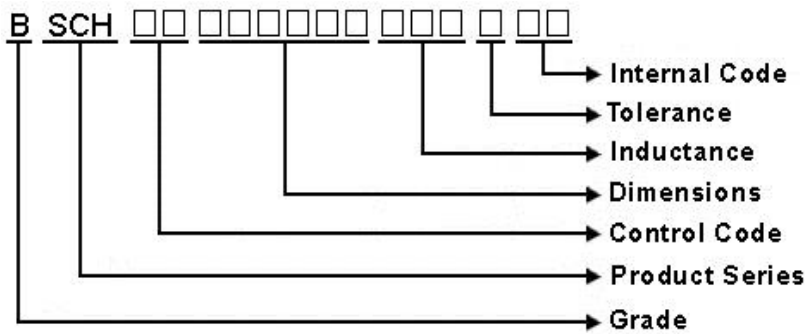 B SCH □□ □□□□□□ □□□ □ □□
Internal Code
Tolerance
Inductance
Dimensions
Control Code
Product Series
Grade